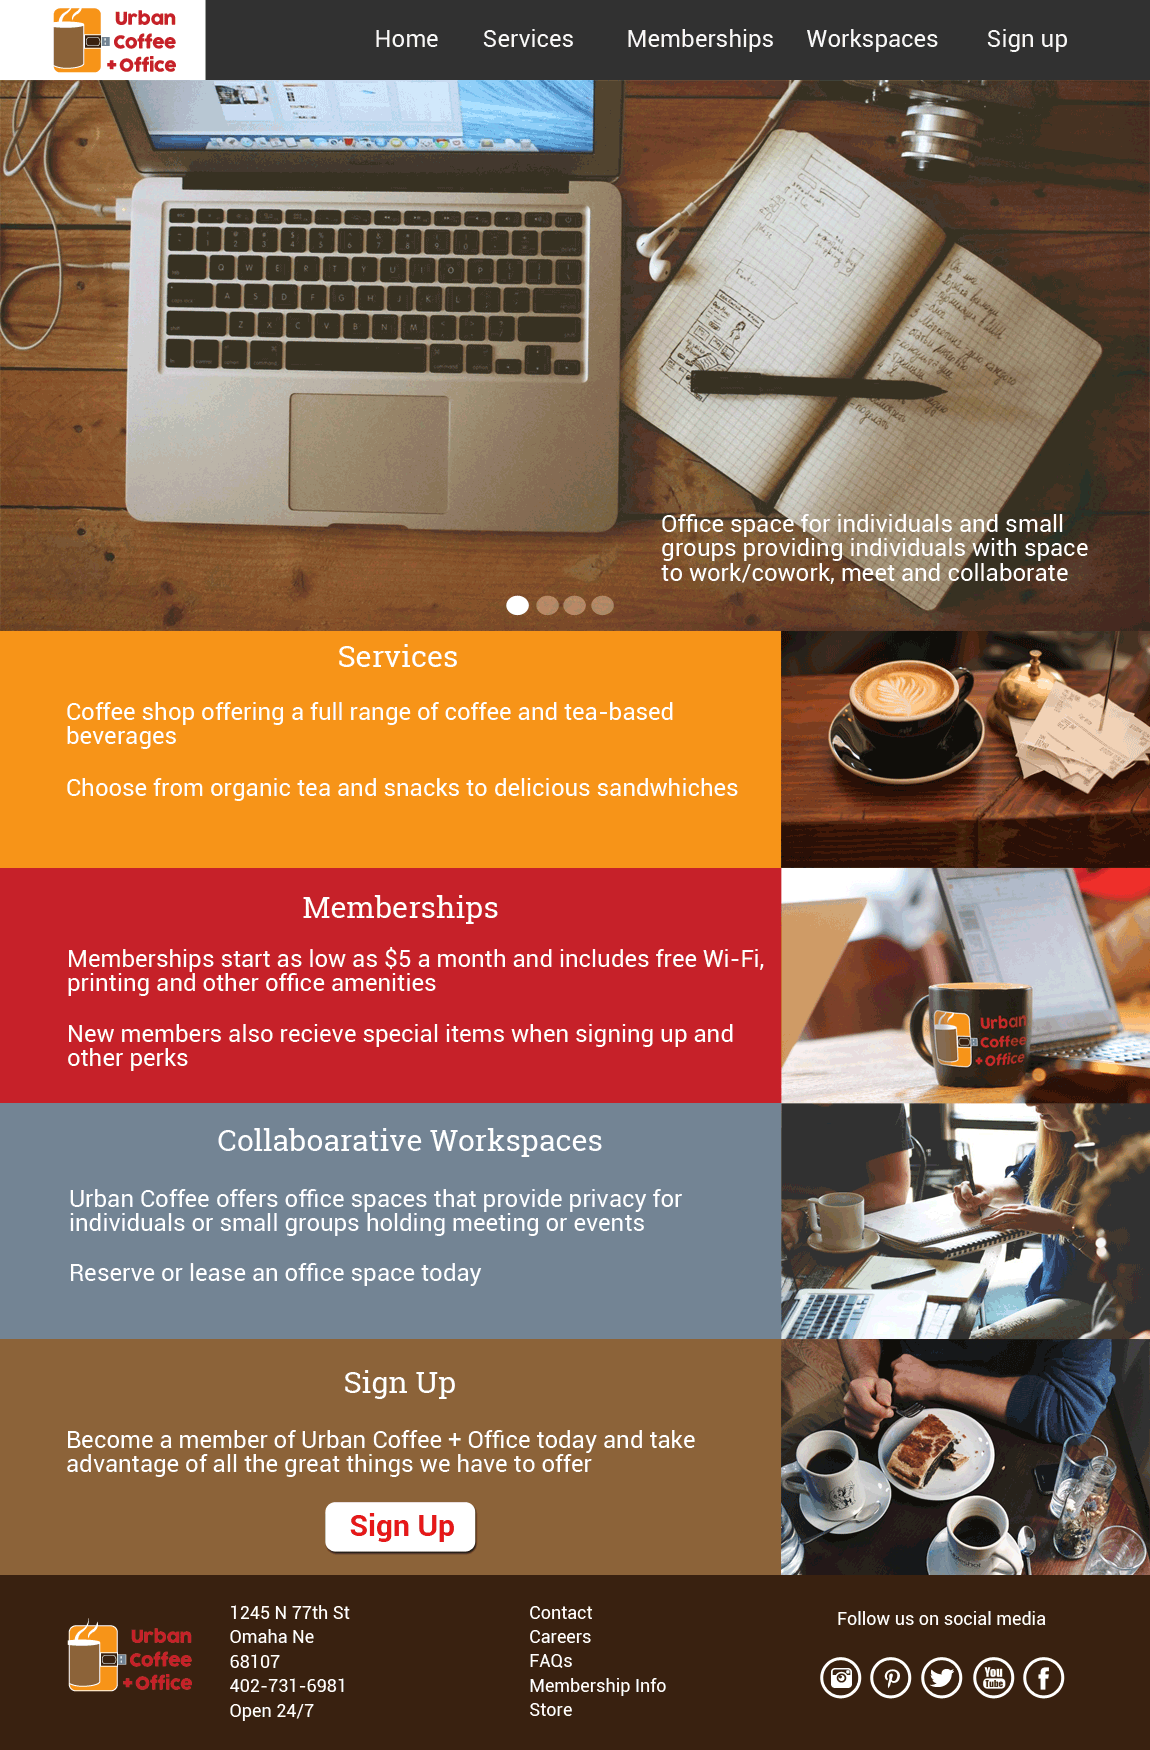 Urban
Coffee
+ Office
Home Services Memberships Workspaces Sign up
Office space for individuals and small
groups providing individuals with space
to work/cowork, meet and collaborate
Services
Coffee shop offering a full range of coffee and tea-based
beverages
Choose from organic tea and snacks to delicious sandwhiches
Memberships
Memberships start as low as $5 a month and includes free Wi-Fi,
printing and other office amenities
New members also recieve special items when signing up and
other perks
Urban
Coffee
+ Office
Collaboarative Workspaces
Urban Coffee offers office spaces that provide privacy for
individuals or small groups holding meeting or events
Reserve or lease an office space today
Sign Up
Become a member of Urban Coffee + Office today and take
advantage of all the great things we have to offer
Sign Up
Urban
Coffee
+ Office
1245 N 77th St
Omaha Ne
68107
402-731-6981
Open 24/7
Contact
Careers
FAQs
Membership Info
Store
Follow us on social media
You
Tube